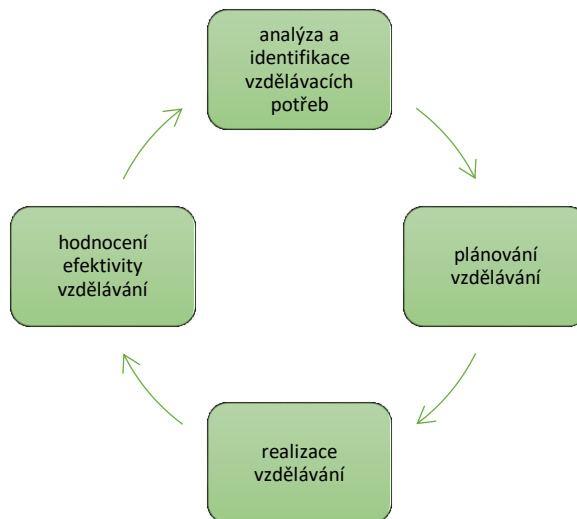 analýza a
identifikace
vzdělávacích
potřeb
plánování
vzdělávání
realizace
vzdělávání
hodnocení
efektivity
vzdělávání